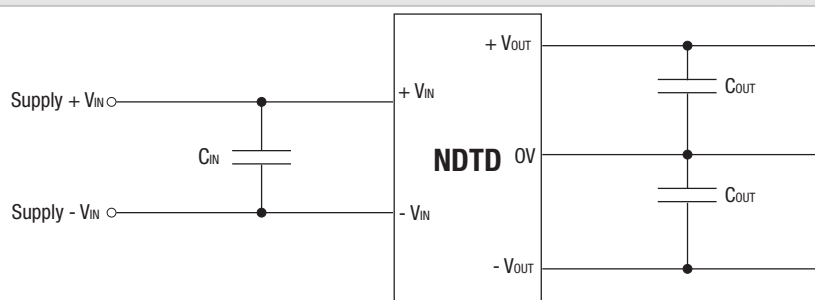 + VOUT
Supply + VIN
+ VIN
COUT
CIN
NDTD
0V
COUT
Supply - VIN
- VIN
- VOUT